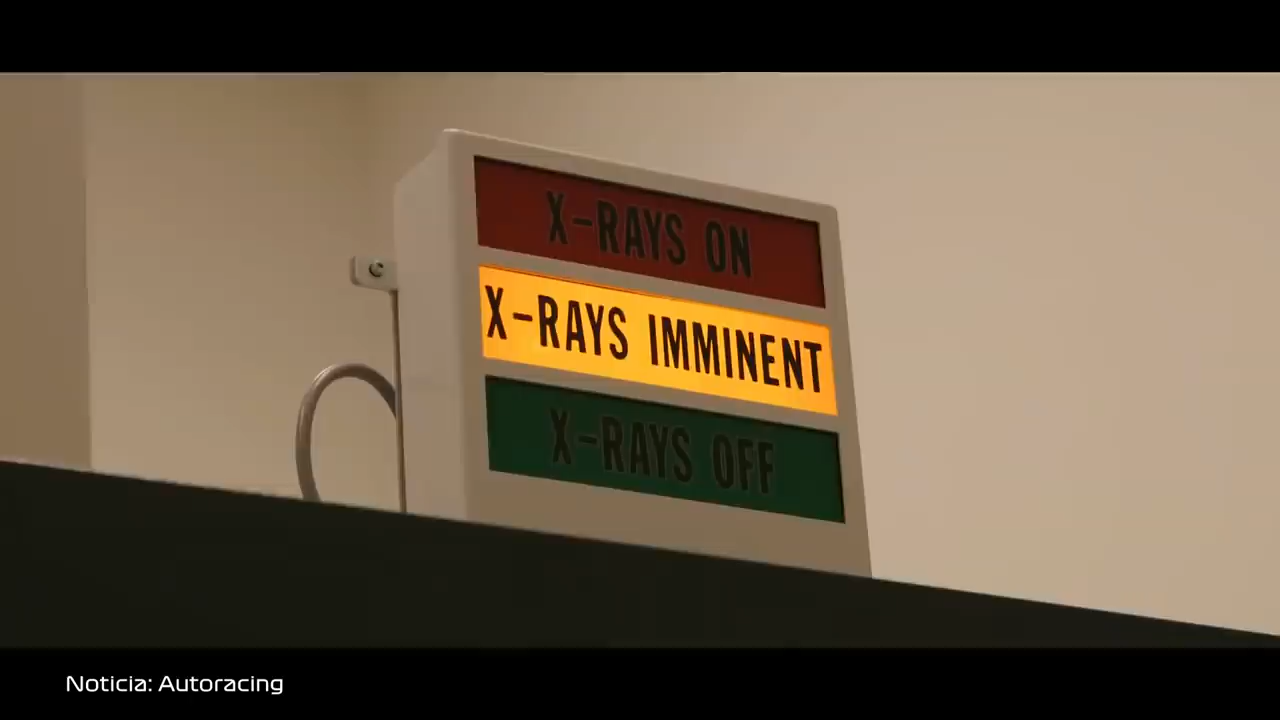 X-RAYS ON
X-RAYS IMMINENT
X-RAYS OFF
Noticia: Autoracing